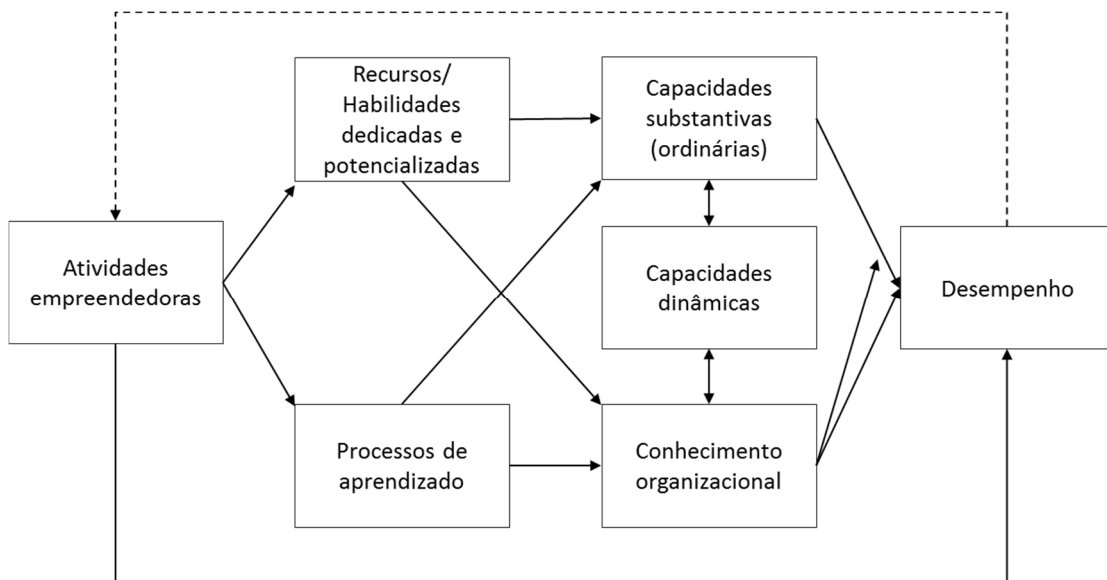 Recursos/
Habilidades
dedicadas e
potencializadas
Capacidades
substantivas
(ordinárias)
Atividades
empreendedoras
Capacidades
dinâmicas
Desempenho
Processos de
aprendizado
Conhecimento
organizacional